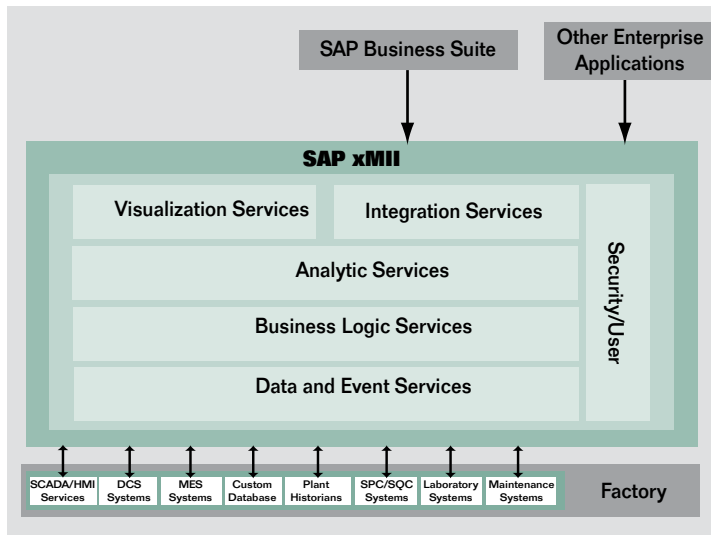 SAP Business Suite
Other Enterprise
Applications
SAP xMII
Visualization Services
Integration Services
Analytic Services
Business Logic Services
Data and Event Services
Security/User
SCADA/HMI
Services
DCS
Systems
MES
Systems
Custom
Database
Plant
Historians
SPC/SQC
Systems
Laboratory
Systems
Maintenance
Systems
Factory